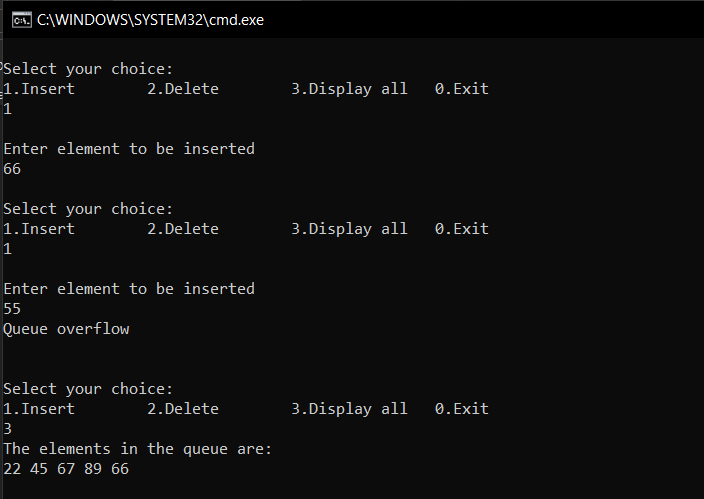 C:\WINDOWS\SYSTEM32\cmd.exe
Select your choice:
1.Insert        2.Delete        3.Display all   0.Exit
1
Enter element to be inserted
66
Select your choice:
1.Insert        2.Delete        3.Display all   0.Exit
1
Enter element to be inserted
55
Queue overflow
Select your choice:
1.Insert        2.Delete        3.Display all   0.Exit
3
The elements in the queue are:
22 45 67 89 66